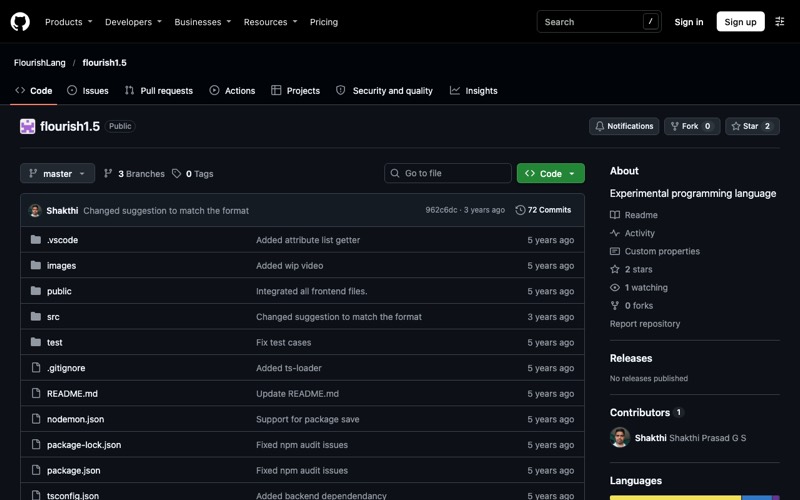 Products Developers Businesses Resources Pricing Search / Sign in Sign up
FlourishLang / flourish1.5
Code Issues Pull requests Actions Projects Security and quality Insights
flourish1.5 Public Notifications Fork 0 Star 2
master 3 Branches 0 Tags Go to file Code
Shakthi Changed suggestion to match the format 962c6dc · 3 years ago 72 Commits
.vscode Added attribute list getter 5 years ago
images Added wip video 5 years ago
public Integrated all frontend files. 5 years ago
src Changed suggestion to match the format 3 years ago
test Fix test cases 5 years ago
.gitignore Added ts-loader 5 years ago
README.md Update README.md 5 years ago
nodemon.json Support for package save 5 years ago
package-lock.json Fixed npm audit issues 5 years ago
package.json Fixed npm audit issues 5 years ago
tsconfig.json Added backend dependendancy 5 years ago
About
Experimental programming language
Readme
Activity
Custom properties
2 stars
1 watching
0 forks
Report repository
Releases
No releases published
Contributors 1
Shakthi Shakthi Prasad G S
Languages